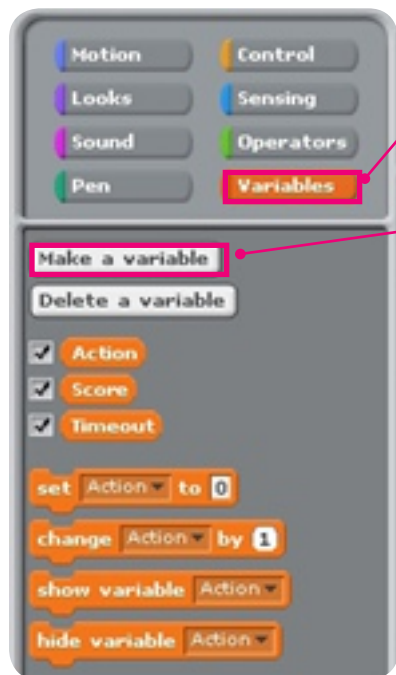 Motion Control
Looks Sensing
Sound Operators
Pen Variables
Make a variable
Delete a variable
Action
Score
Timeout
set Action to 0
change Action by 1
show variable Action
hide variable Action